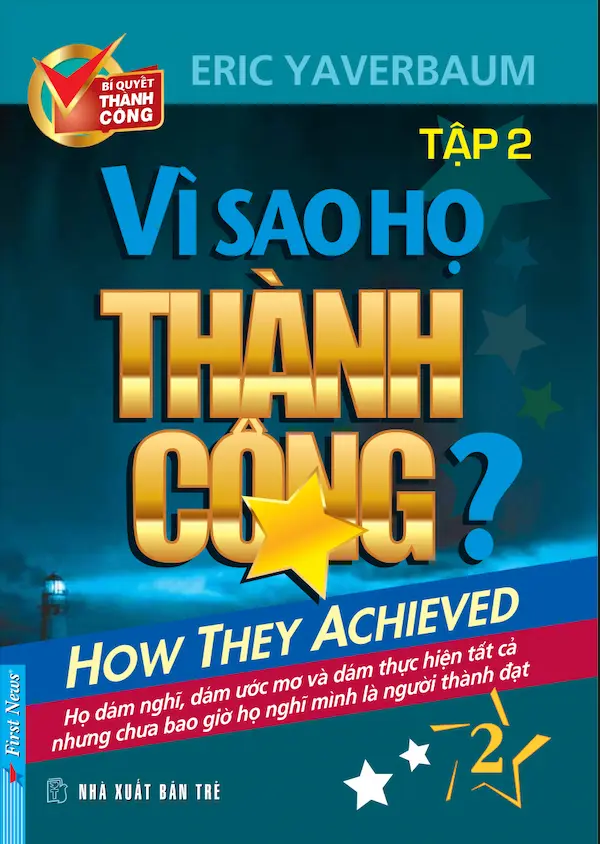 ERIC YAVERBAUM
BÍ QUYẾT
THÀNH
CÔNG
TẬP 2
VÌ SAO HỌ
THÀNH
CÔNG?
HOW THEY ACHIEVED
Họ dám nghĩ, dám ước mơ và dám thực hiện tất cả
nhưng chưa bao giờ họ nghĩ mình là người thành đạt
2
First News®
NHÀ XUẤT BẢN TRẺ